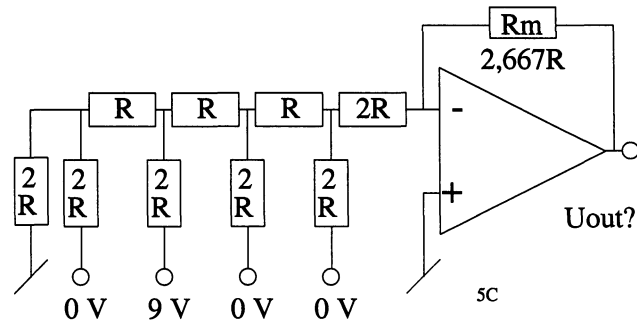 Rm
2,667R
R R R 2R
-
2 R 2 R 2 R 2 R 2 R
+
Uout?
0 V 9 V 0 V 0 V
5C